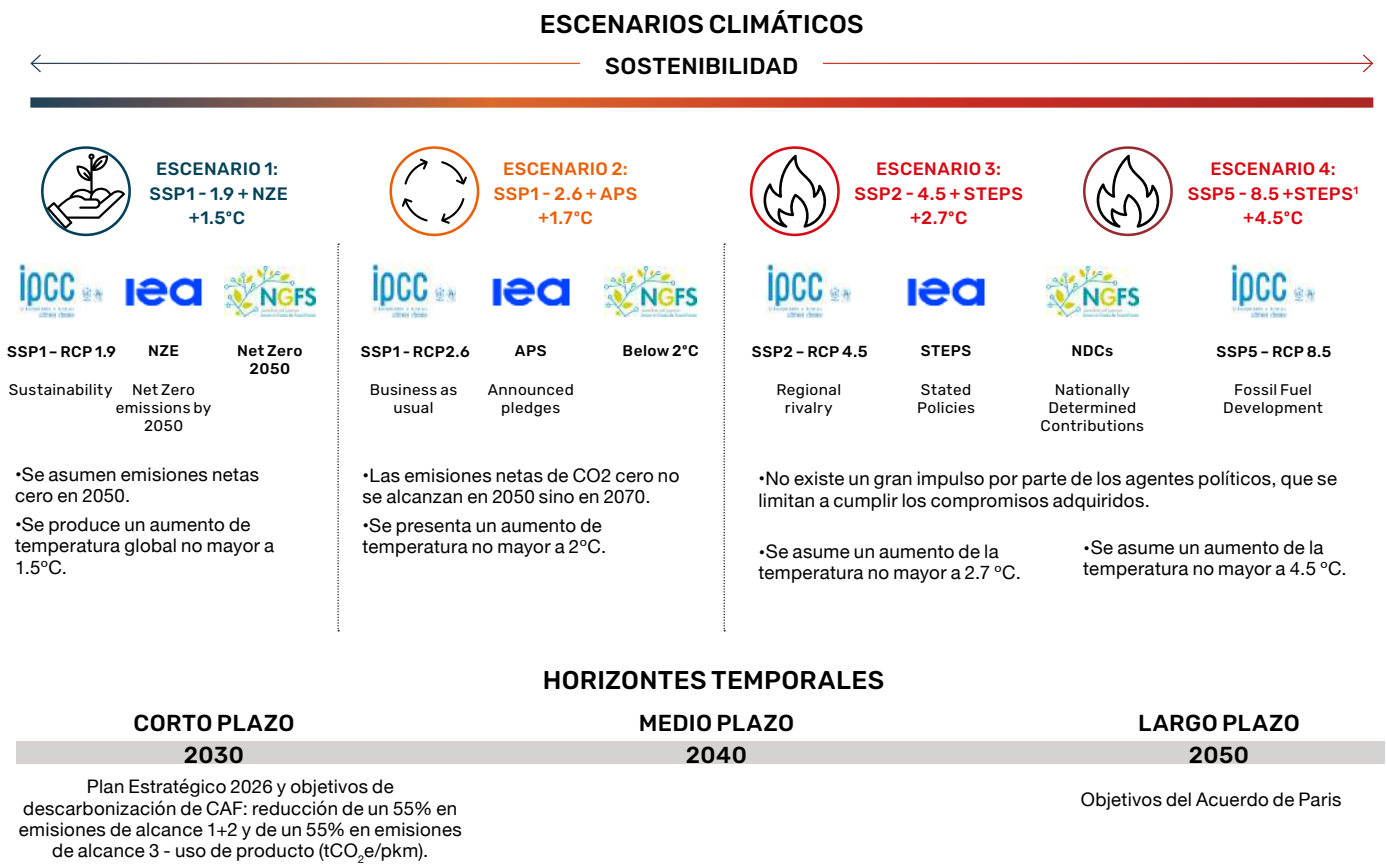 ESCENARIOS CLIMÁTICOS
SOSTENIBILIDAD
ESCENARIO 1:
SSP1 - 1.9 + NZE
+1.5ºC
ESCENARIO 2:
SSP1 - 2.6 + APS
+1.7ºC
ESCENARIO 3:
SSP2 - 4.5 + STEPS
+2.7ºC
ESCENARIO 4:
SSP5 - 8.5 +STEPS¹
+4.5ºC
ipcc
iea
NGFS
ipcc
iea
NGFS
ipcc
iea
NGFS
ipcc
SSP1 – RCP 1.9
Sustainability
NZE
Net Zero
emissions by
2050
Net Zero
2050
SSP1 - RCP2.6
Business as
usual
APS
Announced
pledges
Below 2ºC
SSP2 – RCP 4.5
Regional
rivalry
STEPS
Stated
Policies
NDCs
Nationally
Determined
Contributions
SSP5 – RCP 8.5
Fossil Fuel
Development
•Se asumen emisiones netas
cero en 2050.
•Se produce un aumento de
temperatura global no mayor a
1.5ºC.
•Las emisiones netas de CO2 cero no
se alcanzan en 2050 sino en 2070.
•Se presenta un aumento de
temperatura no mayor a 2ºC.
•No existe un gran impulso por parte de los agentes políticos, que se
limitan a cumplir los compromisos adquiridos.
•Se asume un aumento de la
temperatura no mayor a 2.7 ºC.
•Se asume un aumento de la
temperatura no mayor a 4.5 ºC.
HORIZONTES TEMPORALES
CORTO PLAZO
2030
Plan Estratégico 2026 y objetivos de
descarbonización de CAF: reducción de un 55% en
emisiones de alcance 1+2 y de un 55% en emisiones
de alcance 3 - uso de producto (tCO₂e/pkm).
MEDIO PLAZO
2040
LARGO PLAZO
2050
Objetivos del Acuerdo de Paris